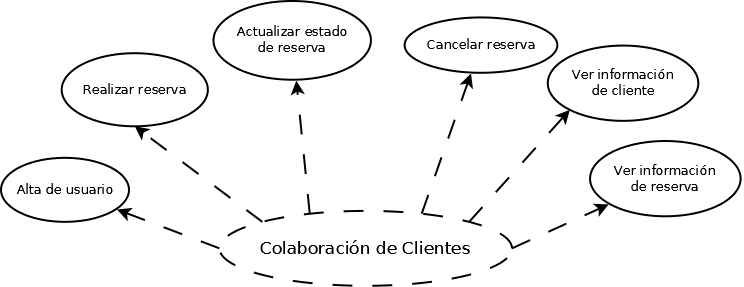 Actualizar estado
de reserva
Cancelar reserva
Ver información
de cliente
Realizar reserva
Ver información
de reserva
Alta de usuario
Colaboración de Clientes